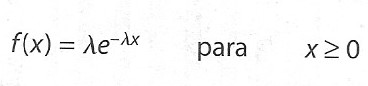 f(x) = λe^{-λx} para x ≥ 0